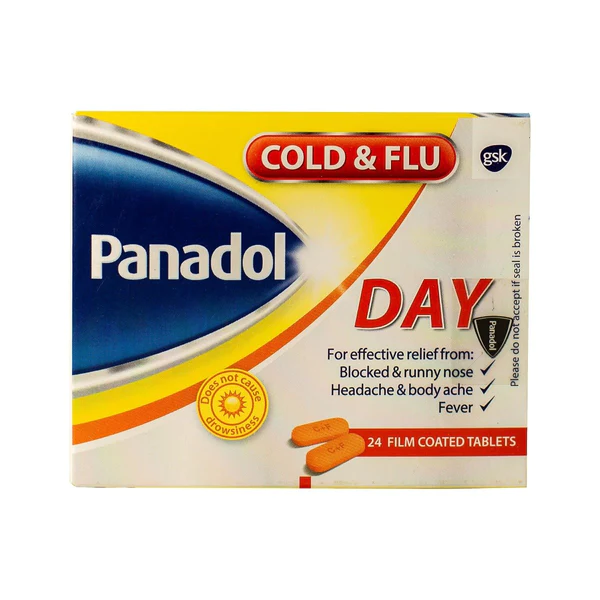 COLD & FLU
gsk
Panadol
DAY
Please do not accept if seal is broken
Panadol
For effective relief from:
Blocked & runny nose ✓
Headache & body ache ✓
Fever ✓
Does not cause
drowsiness
C+F
C+F
24 FILM COATED TABLETS